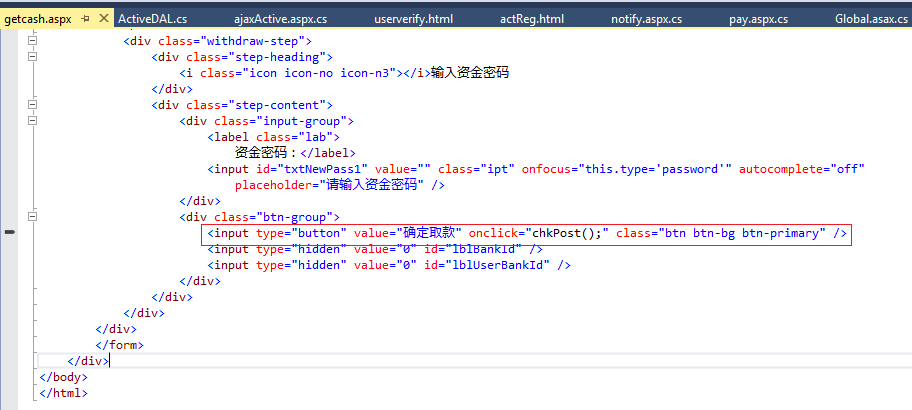 getcash.aspx ActiveDAL.cs ajaxActive.aspx.cs userverify.html actReg.html notify.aspx.cs pay.aspx.cs Global.asax.cs
<div class="withdraw-step">
<div class="step-heading">
<i class="icon icon-no icon-n3"></i>输入资金密码
</div>
<div class="step-content">
<div class="input-group">
<label class="lab">
资金密码：</label>
<input id="txtNewPass1" value="" class="ipt" onfocus="this.type='password'" autocomplete="off"
placeholder="请输入资金密码" />
</div>
<div class="btn-group">
<input type="button" value="确定取款" onclick="chkPost();" class="btn btn-bg btn-primary" />
<input type="hidden" value="0" id="lblBankId" />
<input type="hidden" value="0" id="lblUserBankId" />
</div>
</div>
</div>
</div>
</form>
</div>
</body>
</html>